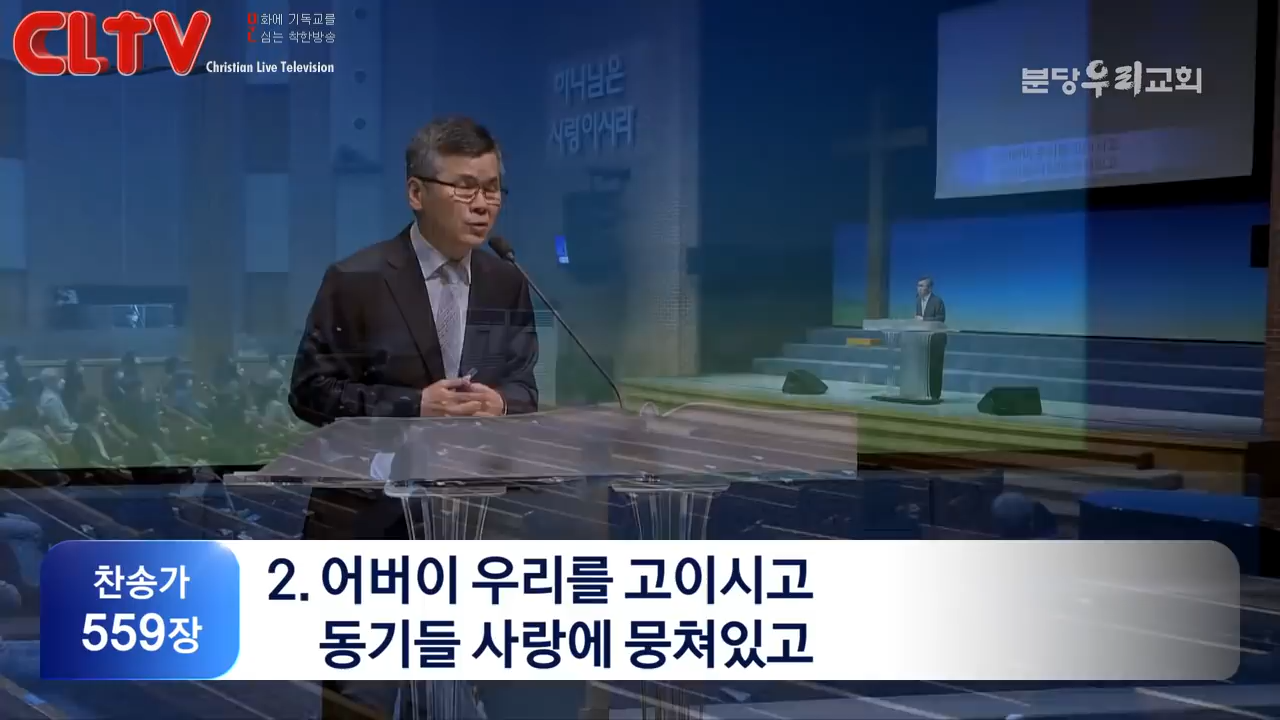 CLTV
문화에 기독교를
심는 착한방송
Christian Live Television
분당우리교회
하나님은
사랑이시라
찬송가
559장
2. 어버이 우리를 고이시고
동기들 사랑에 뭉쳐있고